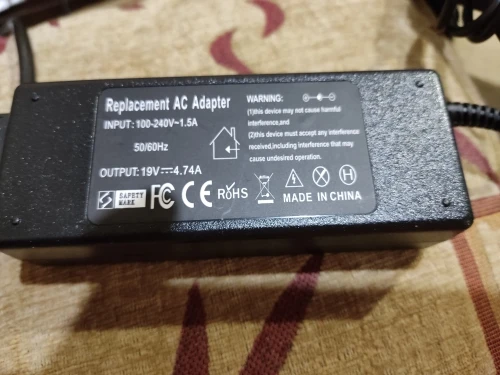 Replacement AC Adapter
INPUT: 100-240V~1.5A
50/60Hz
OUTPUT: 19V⎓4.74A
WARNING:
(1)this device may not cause harmful
interference,and
(2)this device must accept any interference
received,including interference that may
cause undesired operation.
SAFETY
MARK
FC CE RoHS
H
MADE IN CHINA